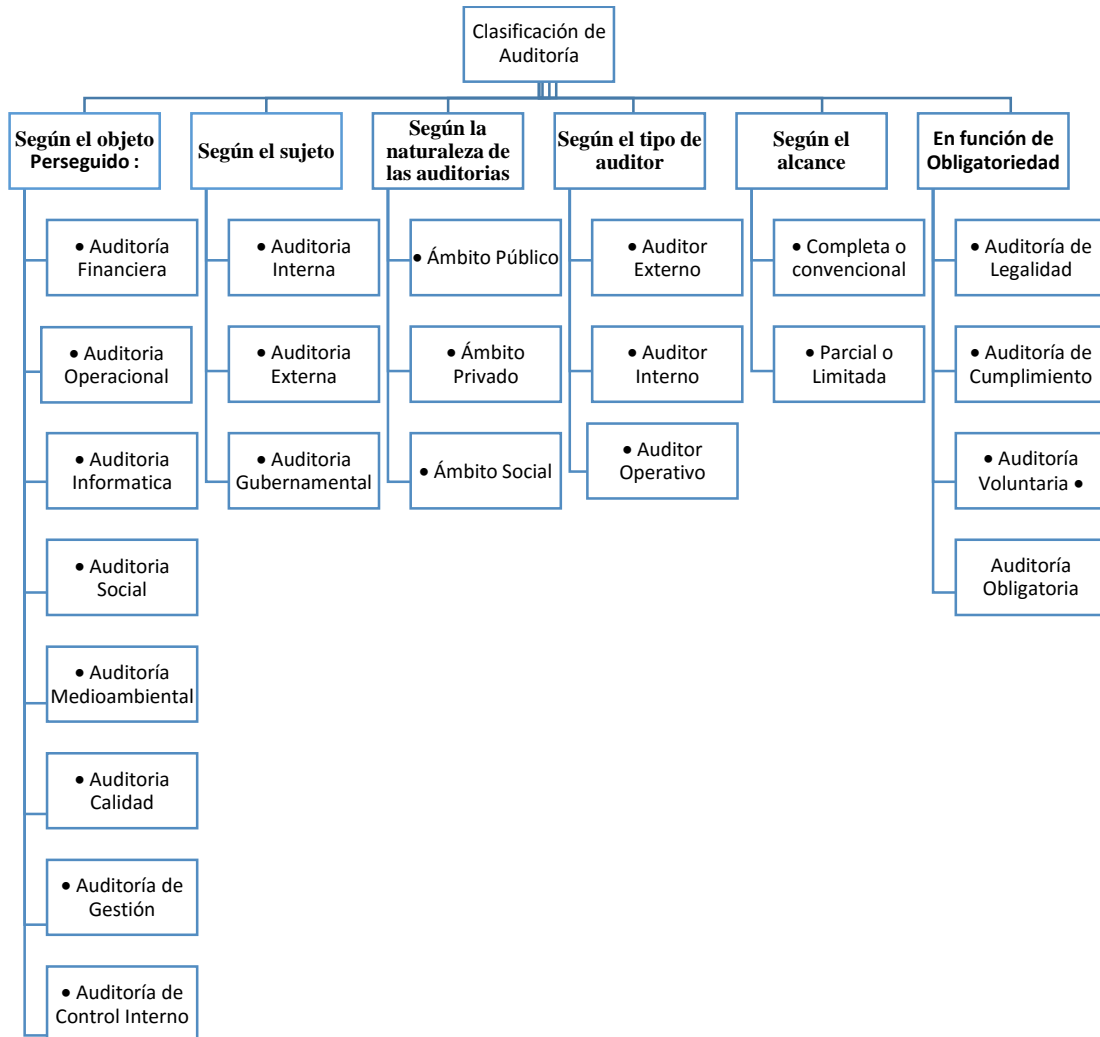 Clasificación de
Auditoría
Según el objeto
Perseguido :
• Auditoría
Financiera
• Auditoria
Operacional
• Auditoria
Informatica
• Auditoria
Social
• Auditoría
Medioambiental
• Auditoria
Calidad
• Auditoría de
Gestión
• Auditoría de
Control Interno
Según el sujeto
• Auditoria
Interna
• Auditoria
Externa
• Auditoria
Gubernamental
Según la
naturaleza de
las auditorias
• Ámbito Público
• Ámbito
Privado
• Ámbito Social
Según el tipo de
auditor
• Auditor
Externo
• Auditor
Interno
• Auditor
Operativo
Según el
alcance
• Completa o
convencional
• Parcial o
Limitada
En función de
Obligatoriedad
• Auditoría de
Legalidad
• Auditoría de
Cumplimiento
• Auditoría
Voluntaria •
Auditoría
Obligatoria